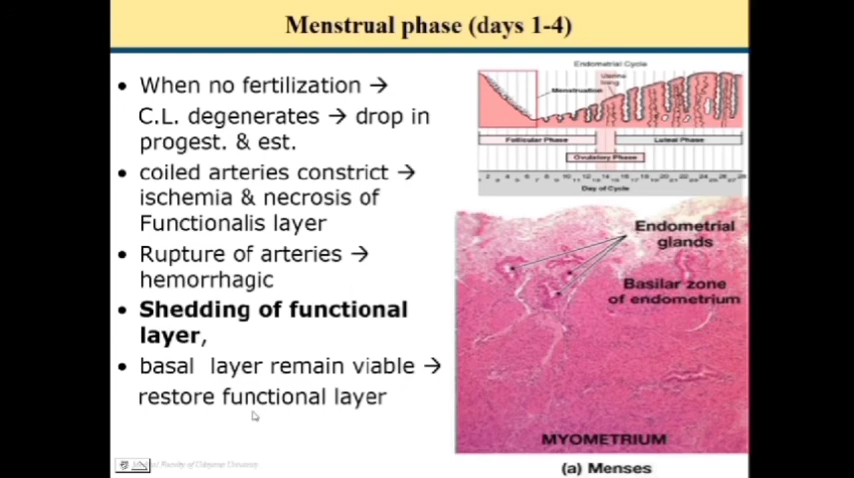 Menstrual phase (days 1-4)
• When no fertilization →
C.L. degenerates → drop in
progest. & est.
• coiled arteries constrict →
ischemia & necrosis of
Functionalis layer
• Rupture of arteries →
hemorrhagic
• Shedding of functional
layer,
• basal layer remain viable →
restore functional layer
Endometrial Cycle
Menstruation
Follicular Phase
Luteal Phase
Ovulatory Phase
Day of Cycle
Endometrial
glands
Basilar zone
of endometrium
MYOMETRIUM
(a) Menses